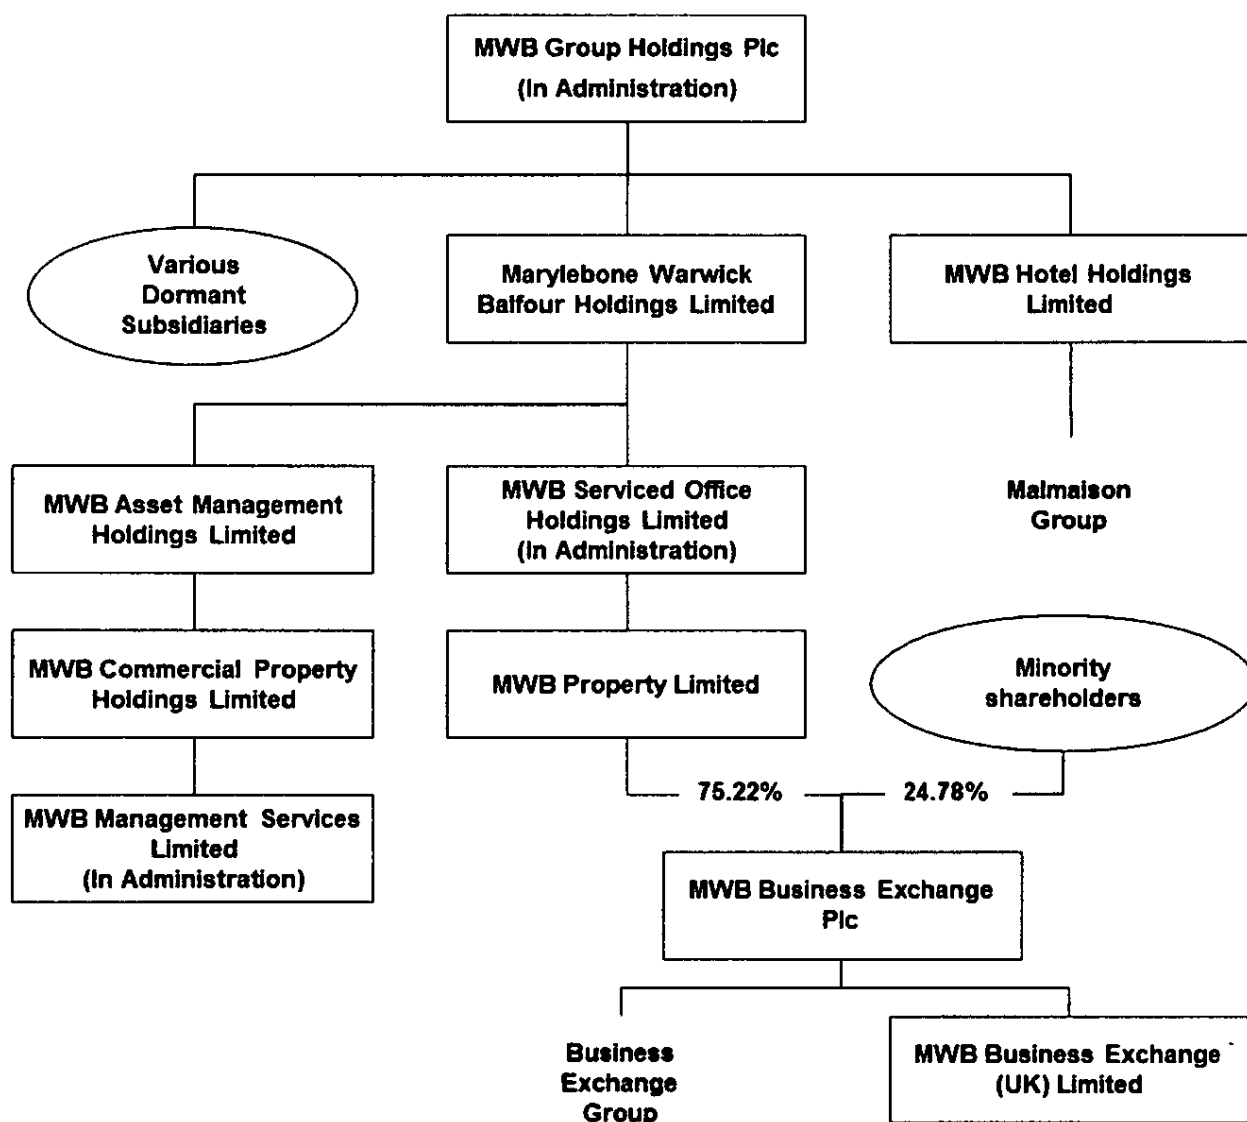 MWB Group Holdings Plc
(In Administration)
Various
Dormant
Subsidiaries
Marylebone Warwick
Balfour Holdings Limited
MWB Hotel Holdings
Limited
MWB Asset Management
Holdings Limited
MWB Serviced Office
Holdings Limited
(In Administration)
Malmaison
Group
MWB Commercial Property
Holdings Limited
MWB Property Limited
Minority
shareholders
75.22%
24.78%
MWB Management Services
Limited
(In Administration)
MWB Business Exchange
Plc
Business
Exchange
Group
MWB Business Exchange
(UK) Limited